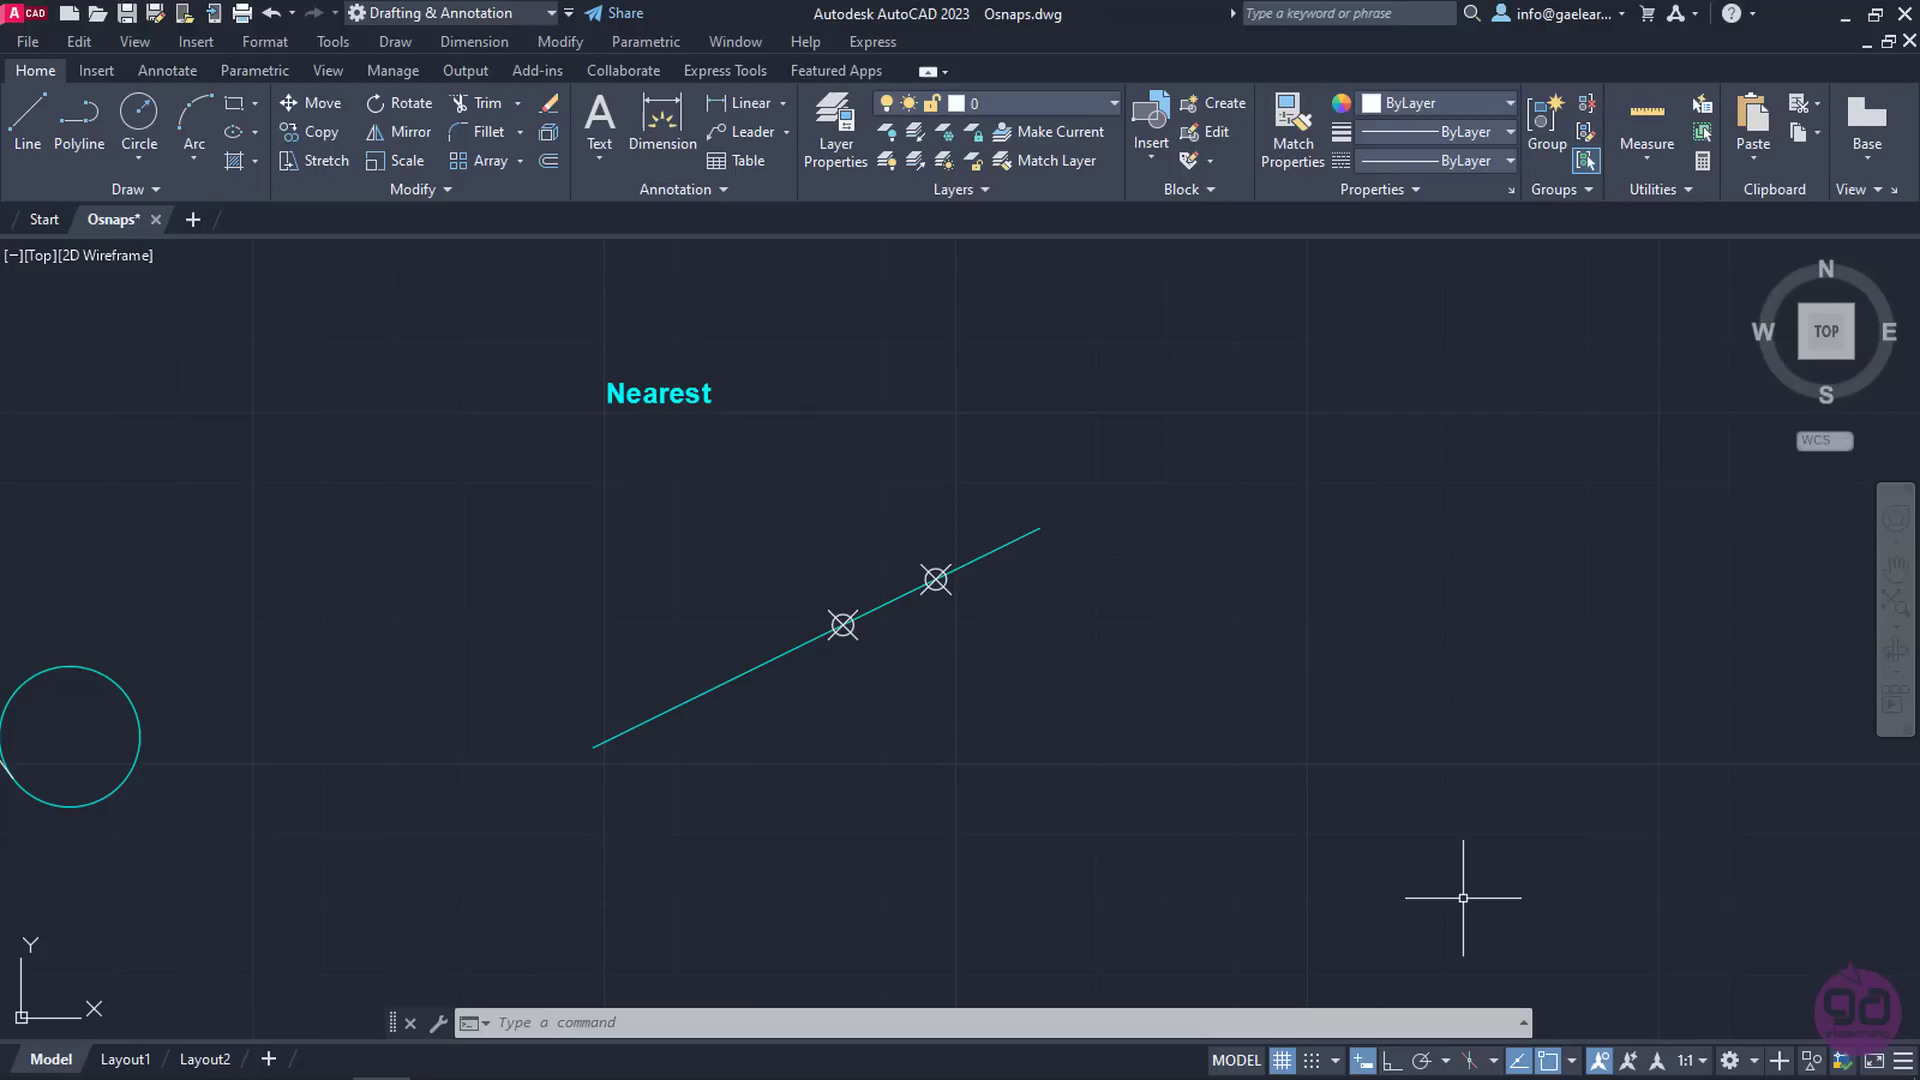 CAD
Drafting & Annotation
Share
Autodesk AutoCAD 2023 Osnaps.dwg
Type a keyword or phrase
info@gaelear...
File Edit View Insert Format Tools Draw Dimension Modify Parametric Window Help Express
Home Insert Annotate Parametric View Manage Output Add-ins Collaborate Express Tools Featured Apps
Line Polyline Circle Arc
Move Rotate Trim
Copy Mirror Fillet
Stretch Scale Array
Text Dimension
Linear
Leader
Table
Layer Properties
0
Make Current
Match Layer
Insert
Create
Edit
Match Properties
ByLayer
ByLayer
ByLayer
Group
Measure
Paste
Base
Draw Modify Annotation Layers Block Properties Groups Utilities Clipboard View
Start Osnaps*
[−][Top][2D Wireframe]
N
W TOP E
S
WCS
Nearest
Y
X
Type a command
ga
elearning
Model Layout1 Layout2
MODEL 1:1